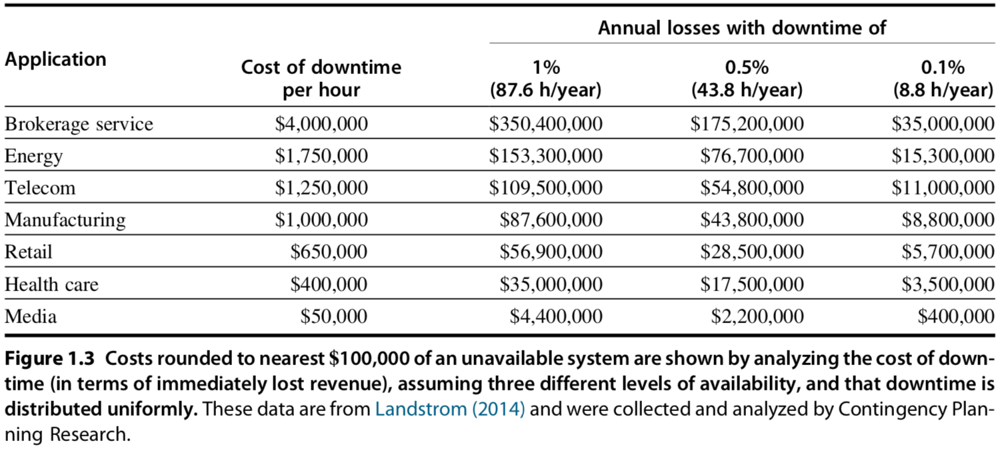 Annual losses with downtime of
Application Cost of downtime per hour 1% (87.6 h/year) 0.5% (43.8 h/year) 0.1% (8.8 h/year)
Brokerage service $4,000,000 $350,400,000 $175,200,000 $35,000,000
Energy $1,750,000 $153,300,000 $76,700,000 $15,300,000
Telecom $1,250,000 $109,500,000 $54,800,000 $11,000,000
Manufacturing $1,000,000 $87,600,000 $43,800,000 $8,800,000
Retail $650,000 $56,900,000 $28,500,000 $5,700,000
Health care $400,000 $35,000,000 $17,500,000 $3,500,000
Media $50,000 $4,400,000 $2,200,000 $400,000
Figure 1.3 Costs rounded to nearest $100,000 of an unavailable system are shown by analyzing the cost of down-
time (in terms of immediately lost revenue), assuming three different levels of availability, and that downtime is
distributed uniformly. These data are from Landstrom (2014) and were collected and analyzed by Contingency Plan-
ning Research.